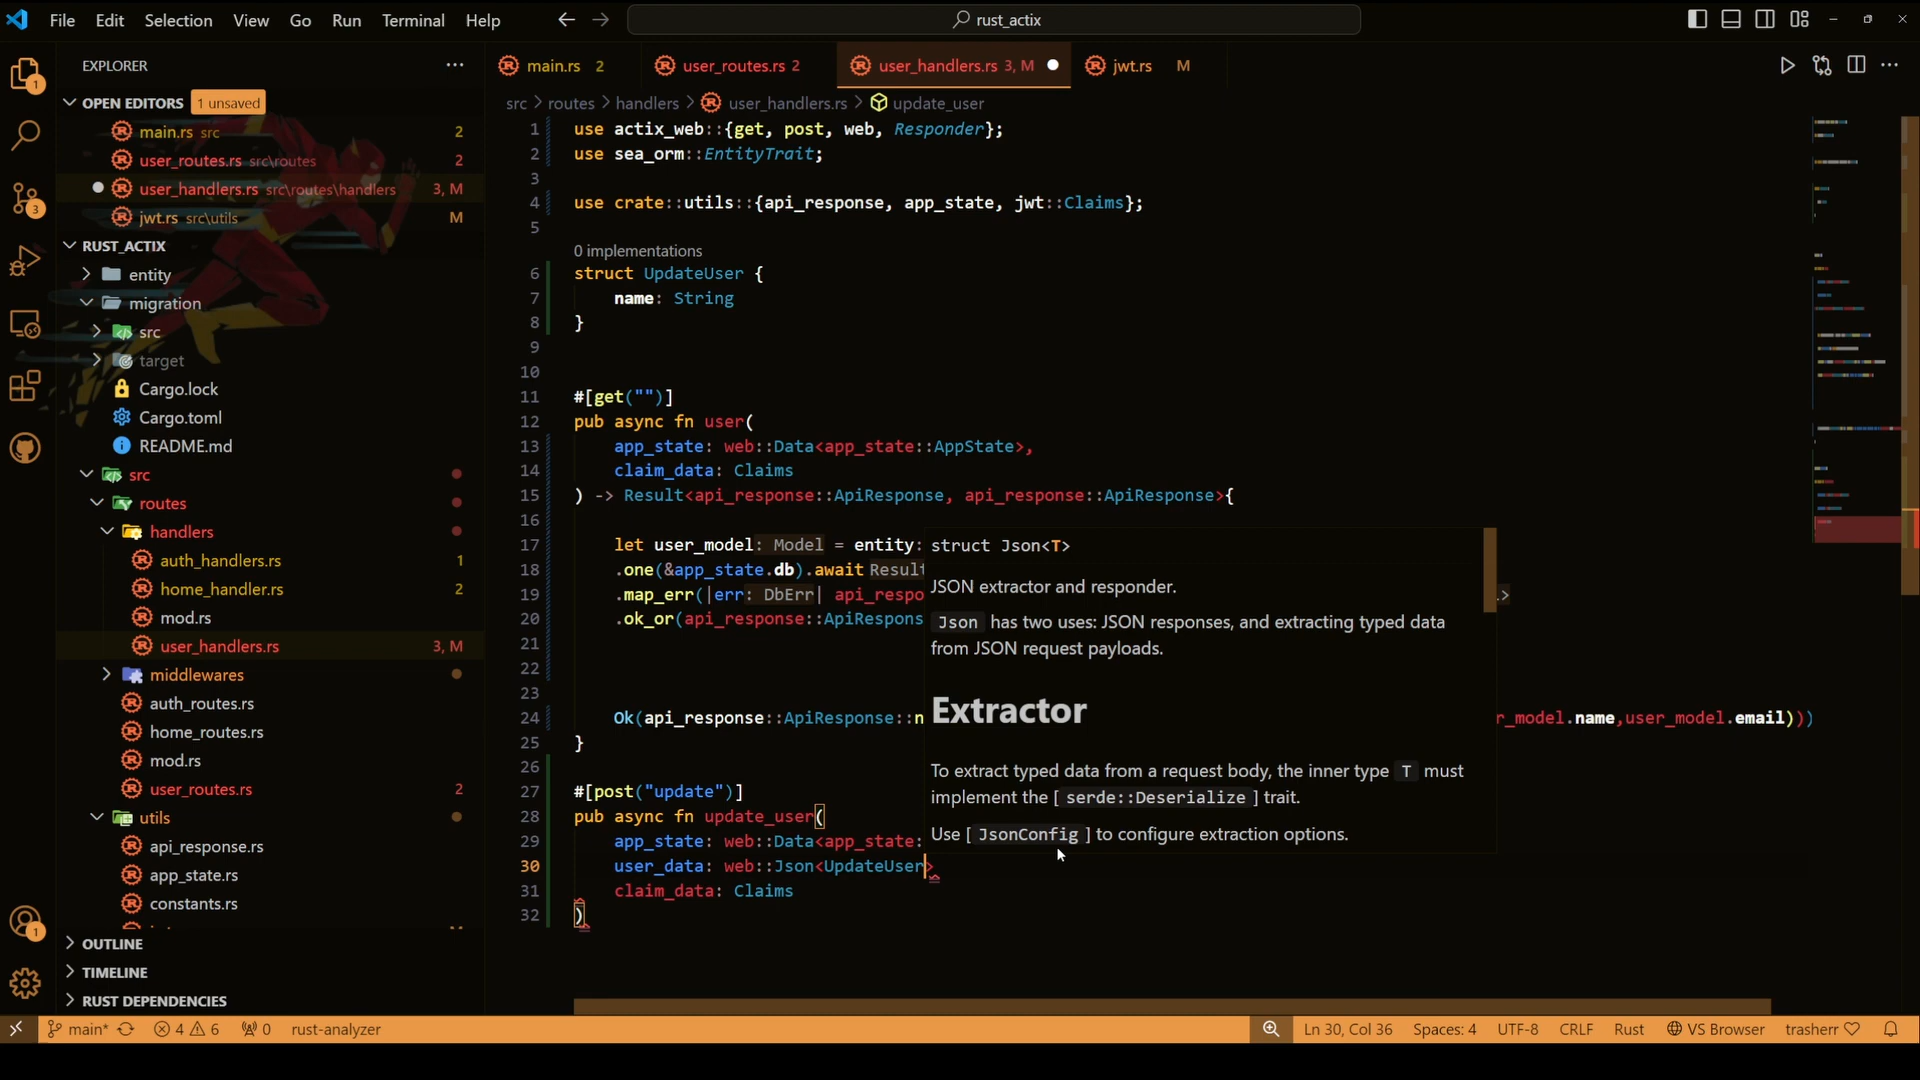 File Edit Selection View Go Run Terminal Help
rust_actix
EXPLORER
OPEN EDITORS 1 unsaved
main.rs src 2
user_routes.rs src\routes 2
user_handlers.rs src\routes\handlers 3, M
jwt.rs src\utils M
RUST_ACTIX
entity
migration
src
target
Cargo.lock
Cargo.toml
README.md
src
routes
handlers
auth_handlers.rs 1
home_handler.rs 2
mod.rs
user_handlers.rs 3, M
middlewares
auth_routes.rs
home_routes.rs
mod.rs
user_routes.rs 2
utils
api_response.rs
app_state.rs
constants.rs
OUTLINE
TIMELINE
RUST DEPENDENCIES
1
3
1
main.rs 2 user_routes.rs 2 user_handlers.rs 3, M jwt.rs M
src > routes > handlers > user_handlers.rs > update_user
1 use actix_web::{get, post, web, Responder};
2 use sea_orm::EntityTrait;
3
4 use crate::utils::{api_response, app_state, jwt::Claims};
5
0 implementations
6 struct UpdateUser {
7 name: String
8 }
9
10
11 #[get("")]
12 pub async fn user(
13 app_state: web::Data<app_state::AppState>,
14 claim_data: Claims
15 ) -> Result<api_response::ApiResponse, api_response::ApiResponse>{
16
17 let user_model: Model = entity:
18 .one(&app_state.db).await Result
19 .map_err(|err: DbErr| api_respo
20 .ok_or(api_response::ApiRespons
21
22
23
24 Ok(api_response::ApiResponse::n r_model.name,user_model.email)))
25 }
26
27 #[post("update")]
28 pub async fn update_user(
29 app_state: web::Data<app_state:
30 user_data: web::Json<UpdateUser>
31 claim_data: Claims
32 )
struct Json<T>
JSON extractor and responder.
Json has two uses: JSON responses, and extracting typed data
from JSON request payloads.
Extractor
To extract typed data from a request body, the inner type T must
implement the [ serde::Deserialize ] trait.
Use [ JsonConfig ] to configure extraction options.
main* 4 6 0 rust-analyzer Ln 30, Col 36 Spaces: 4 UTF-8 CRLF Rust VS Browser trasherr